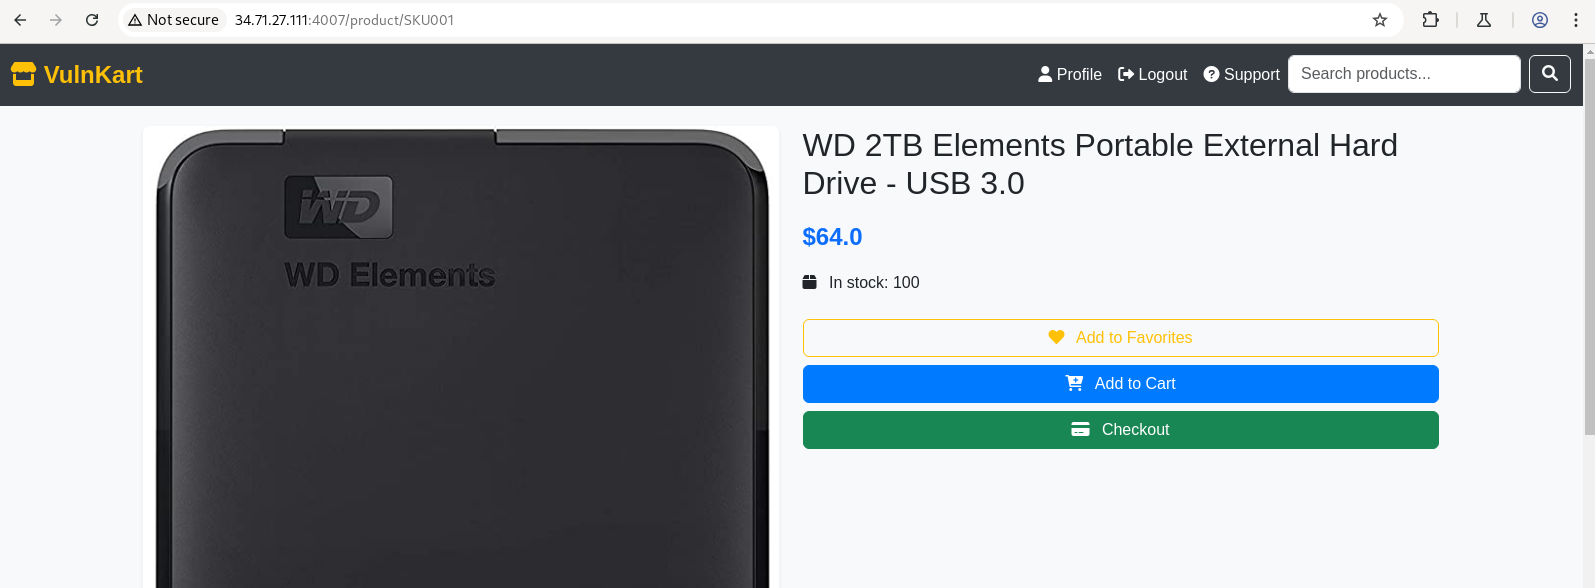 Not secure 34.71.27.111:4007/product/SKU001
VulnKart
Profile Logout Support Search products...
WD
WD Elements
WD 2TB Elements Portable External Hard
Drive - USB 3.0
$64.0
In stock: 100
Add to Favorites
Add to Cart
Checkout